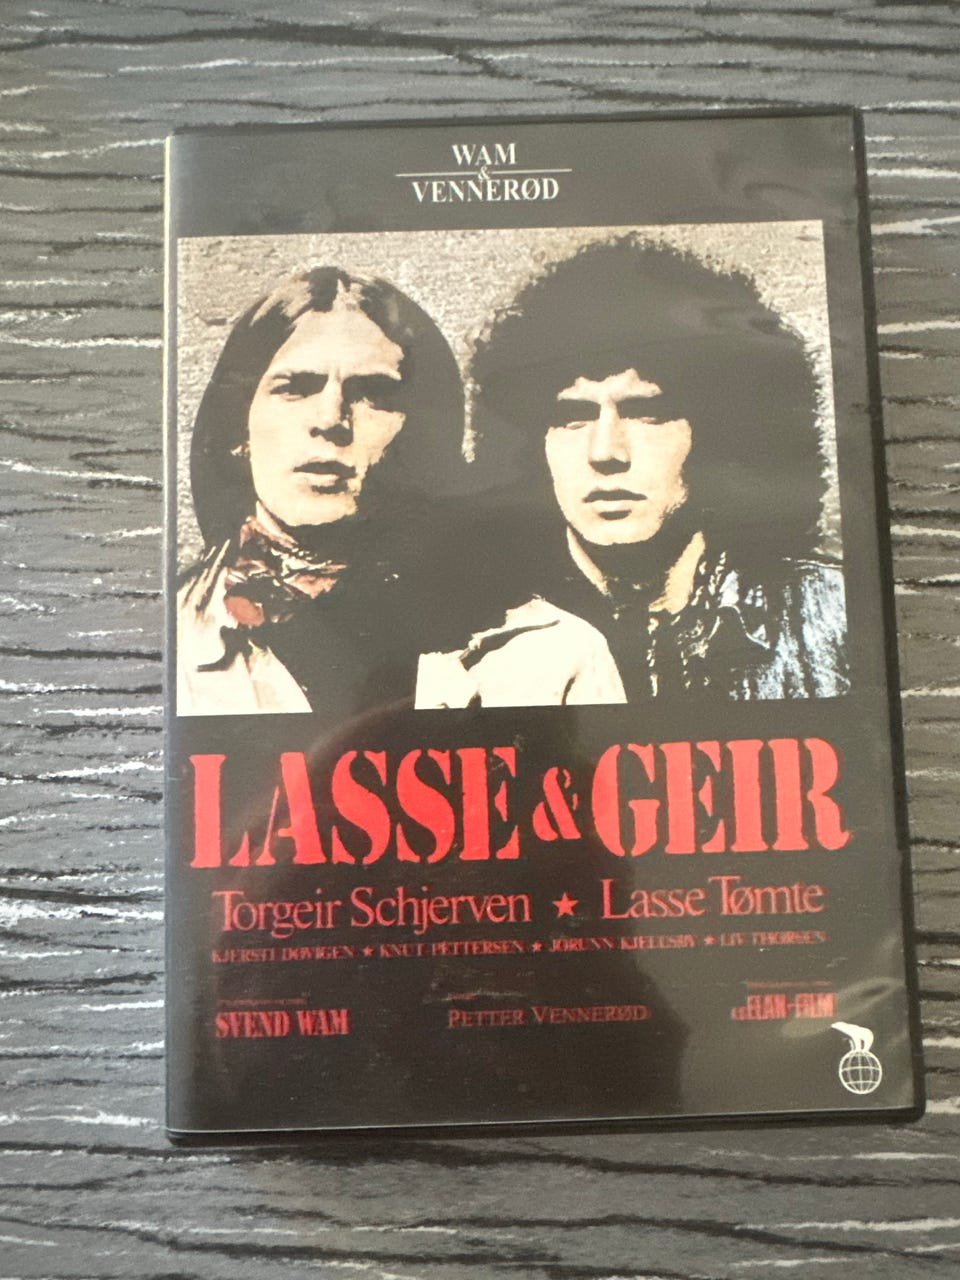 WAM
&
VENNERØD
LASSE & GEIR
Torgeir Schjerven ★ Lasse Tømte
KJERSTI DØVIGEN ★ KNUT PETTERSEN ★ JORUNN KJELLSBY ★ LIV THORSEN
SVEND WAM PETTER VENNERØD ELAN-FILM